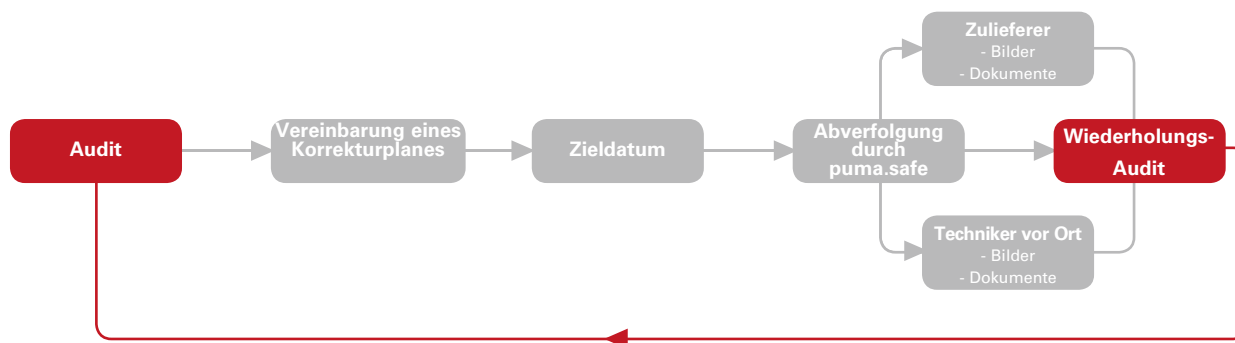 Audit
Vereinbarung eines
Korrekturplanes
Zieldatum
Abverfolgung
durch
puma.safe
Zulieferer
- Bilder
- Dokumente
Techniker vor Ort
- Bilder
- Dokumente
Wiederholungs-
Audit